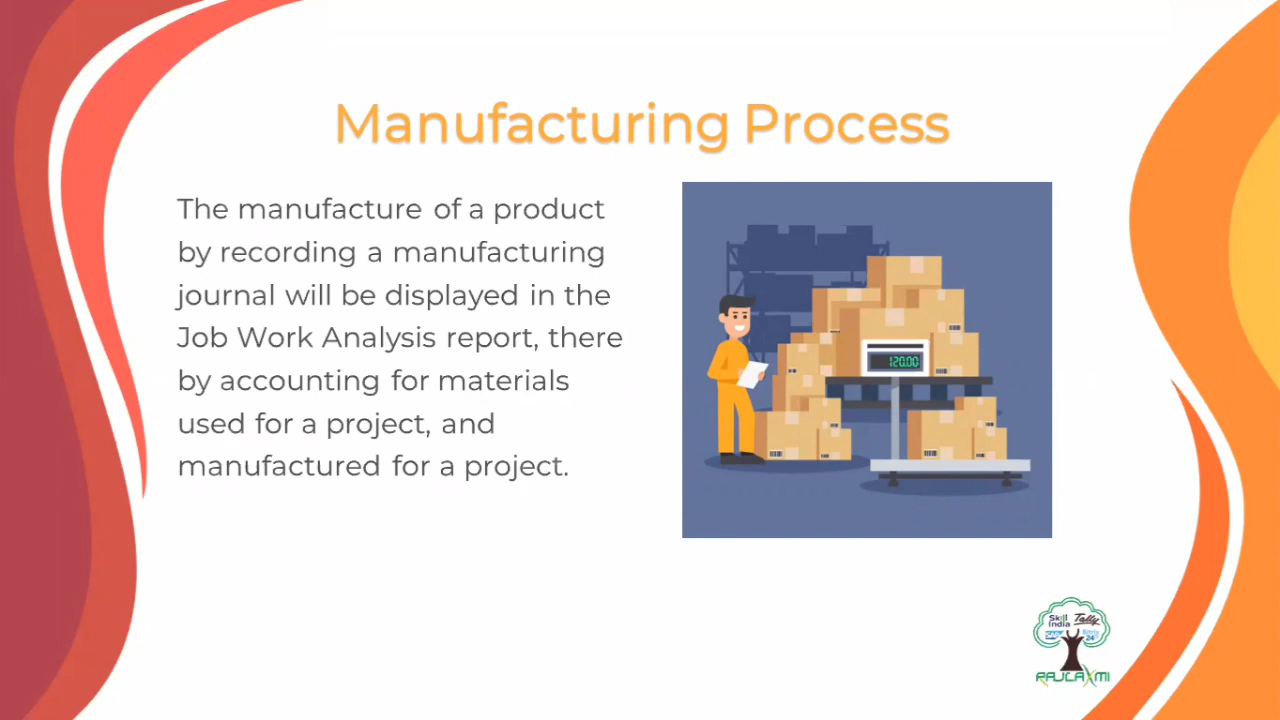 Manufacturing Process
The manufacture of a product
by recording a manufacturing
journal will be displayed in the
Job Work Analysis report, there
by accounting for materials
used for a project, and
manufactured for a project.
120.00
Skill India Tally
24
RAJLAXMI